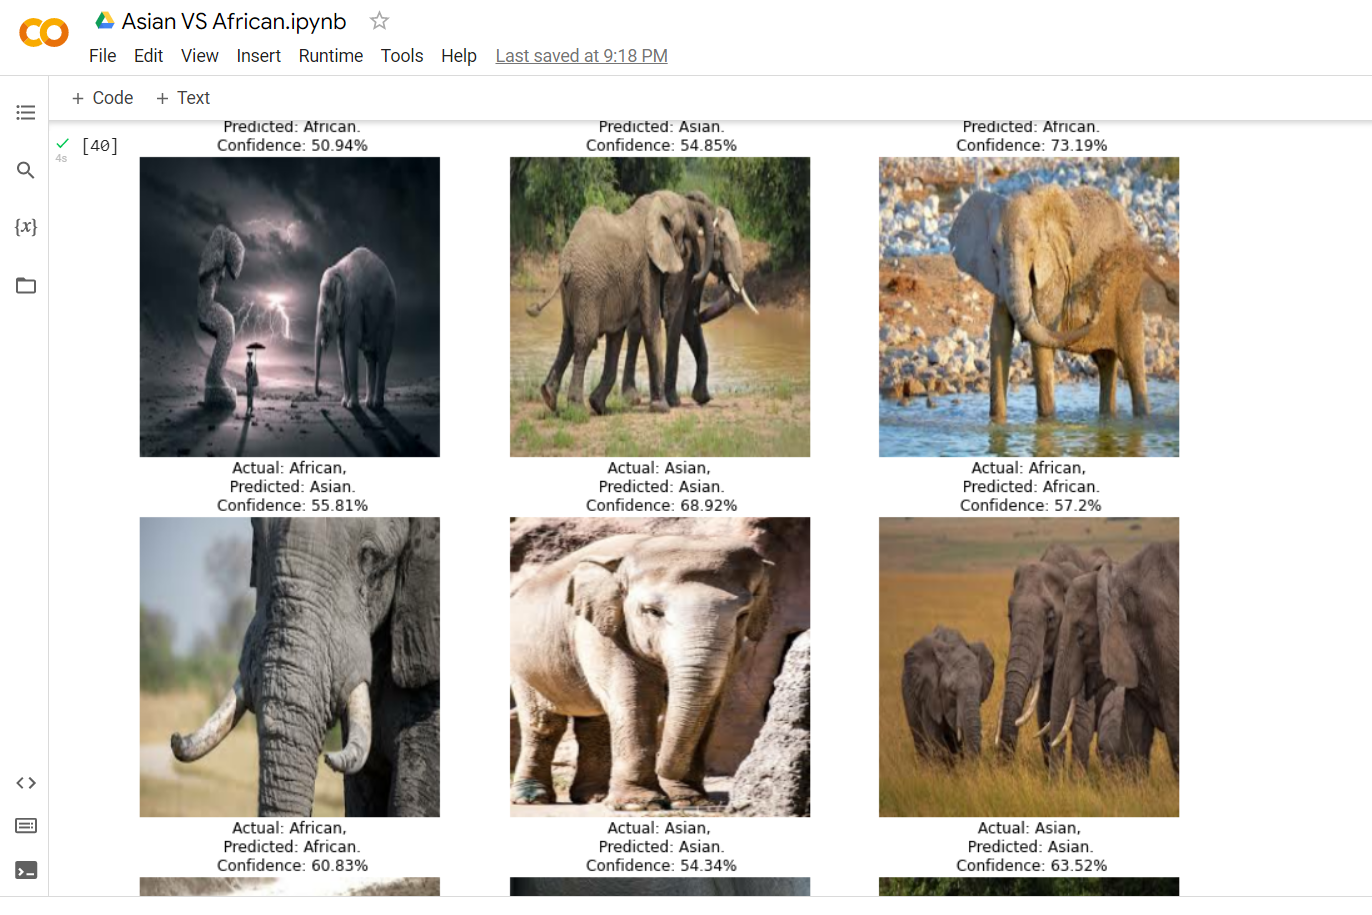 Asian VS African.ipynb
File Edit View Insert Runtime Tools Help Last saved at 9:18 PM
+ Code + Text
[40]
4s
Predicted: African.
Confidence: 50.94%
Predicted: Asian.
Confidence: 54.85%
Predicted: African.
Confidence: 73.19%
Actual: African,
Predicted: Asian.
Confidence: 55.81%
Actual: Asian,
Predicted: Asian.
Confidence: 68.92%
Actual: African,
Predicted: African.
Confidence: 57.2%
Actual: African,
Predicted: African.
Confidence: 60.83%
Actual: Asian,
Predicted: Asian.
Confidence: 54.34%
Actual: Asian,
Predicted: Asian.
Confidence: 63.52%
{x}